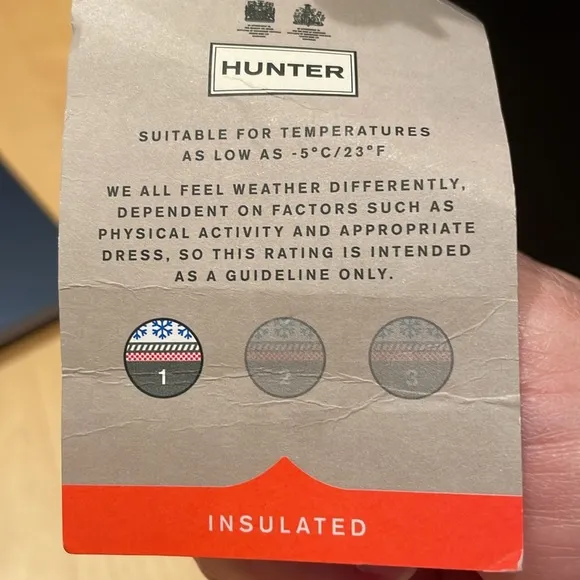 HUNTER
SUITABLE FOR TEMPERATURES
AS LOW AS -5°C/23°F
WE ALL FEEL WEATHER DIFFERENTLY,
DEPENDENT ON FACTORS SUCH AS
PHYSICAL ACTIVITY AND APPROPRIATE
DRESS, SO THIS RATING IS INTENDED
AS A GUIDELINE ONLY.
1 2 3
INSULATED